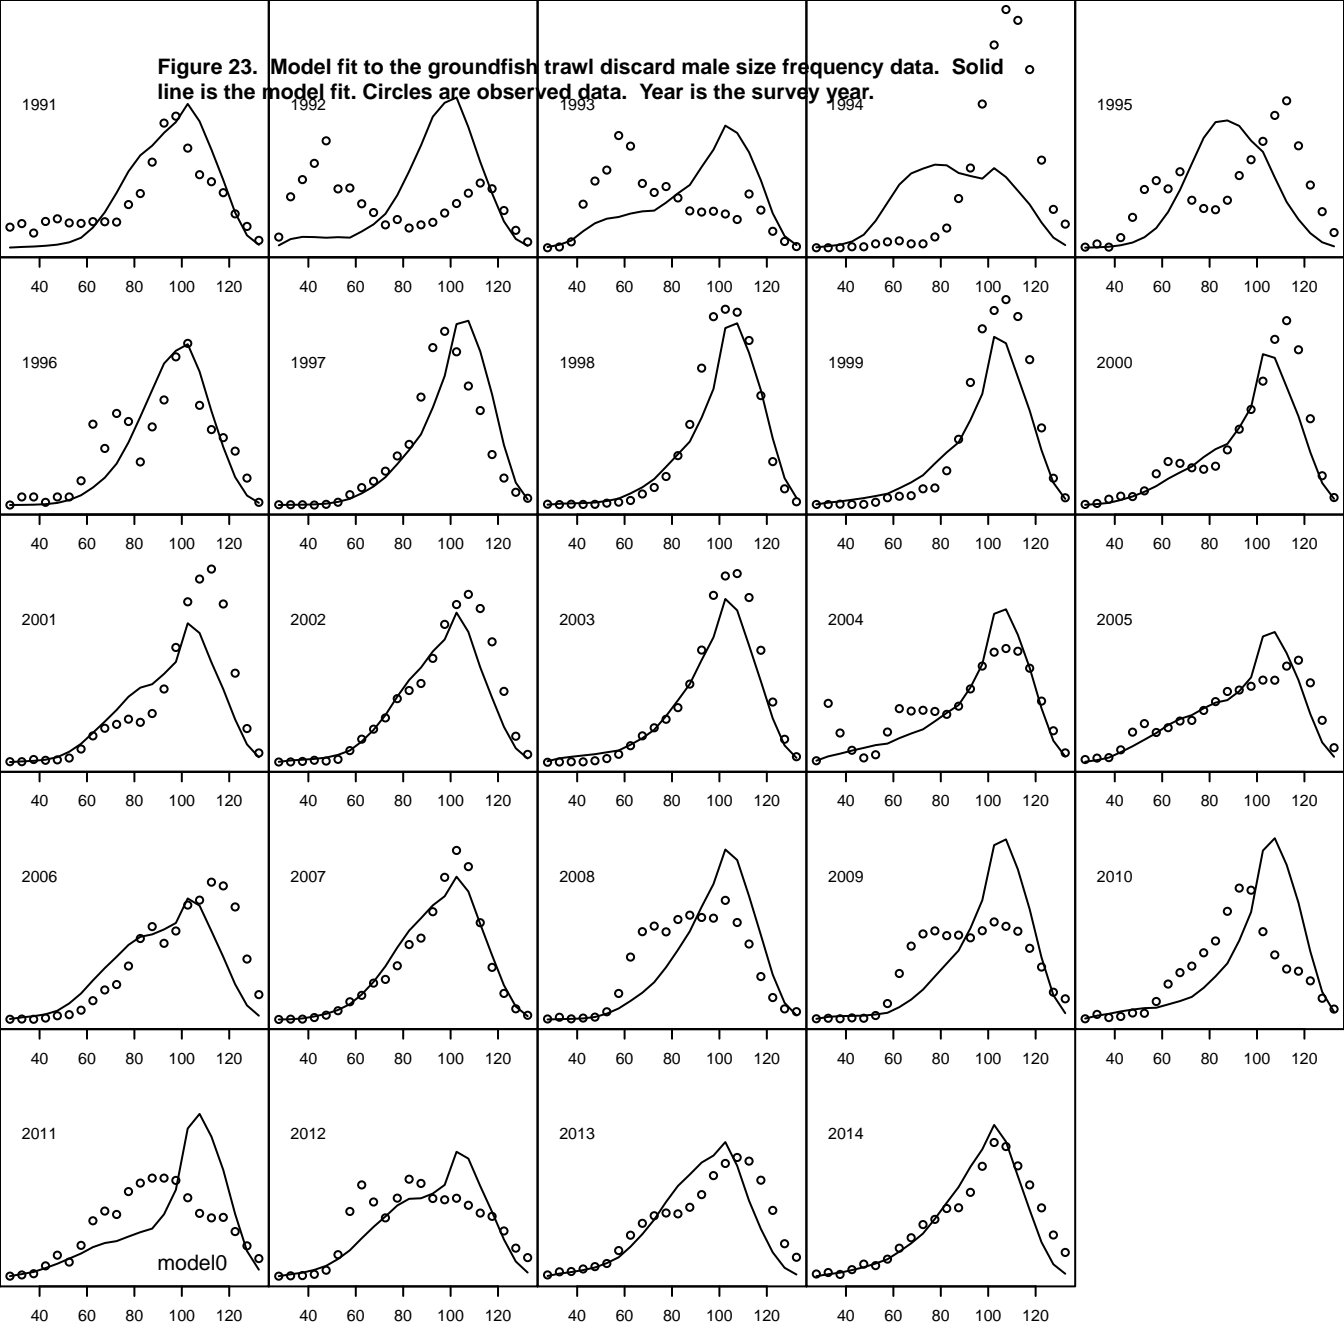 Figure 23.  Model fit to the groundfish trawl discard male size frequency data.  Solid
line is the model fit. Circles are observed data.  Year is the survey year.
1991 1992 1993 1994 1995
40 60 80 100 120 40 60 80 100 120 40 60 80 100 120 40 60 80 100 120 40 60 80 100 120
1996 1997 1998 1999 2000
40 60 80 100 120 40 60 80 100 120 40 60 80 100 120 40 60 80 100 120 40 60 80 100 120
2001 2002 2003 2004 2005
40 60 80 100 120 40 60 80 100 120 40 60 80 100 120 40 60 80 100 120 40 60 80 100 120
2006 2007 2008 2009 2010
40 60 80 100 120 40 60 80 100 120 40 60 80 100 120 40 60 80 100 120 40 60 80 100 120
2011 2012 2013 2014
model0
40 60 80 100 120 40 60 80 100 120 40 60 80 100 120 40 60 80 100 120